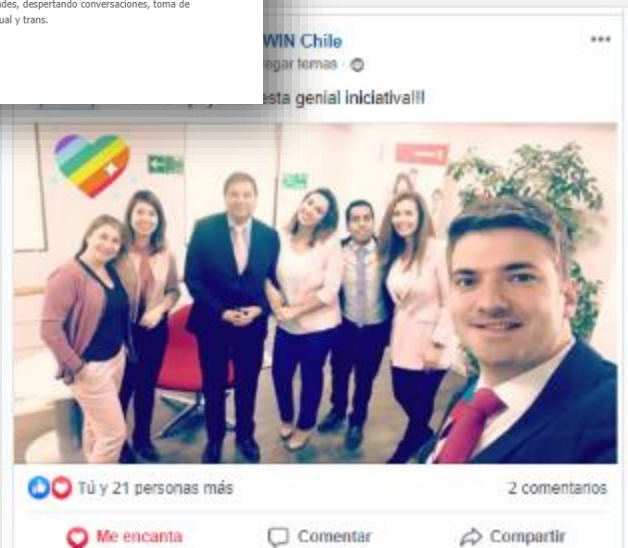 des, despertando conversaciones, toma de
ual y trans.
WIN Chile
egar temas
esta genial iniciativa!!!
Tú y 21 personas más
2 comentarios
Me encanta
Comentar
Compartir